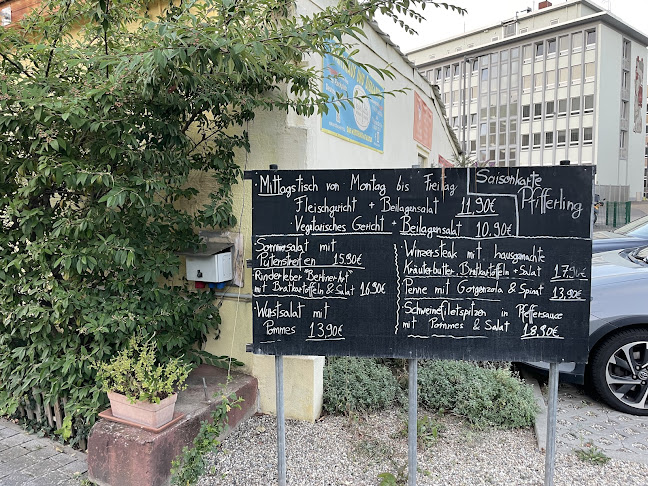 Mittagstisch von Montag bis Freitag
Fleischgericht + Beilagensalat 11,90€
Vegitarisches Gericht + Beilagensalat 10,90€
Saisonkarte
Pfifferling
Sommersalat mit
Putenstreifen 15,90€
Rinderleber "Berliner Art"
mit Bratkartoffeln & Salat 16,90€
Wurstsalat mit
Pommes 13,90€
Winzersteak mit hausgemachte
Kräuterbutter, Bratkartoffeln + Salat 17,90€
Penne mit Gorgonzola & Spinat 13,90€
Schweinefiletspitzen in Pfeffersauce
mit Pommes & Salat 18,90€